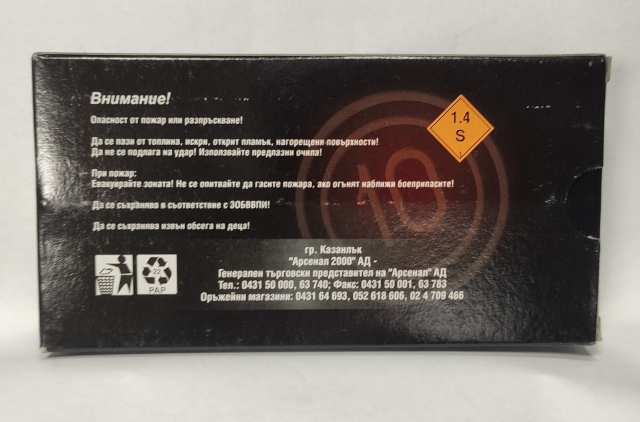 Внимание!
Опасност от пожар или разпръскване!
Да се пази от топлина, искри, открит пламък, нагорещени повърхности!
Да не се подлага на удар! Използвайте предпазни очила!
При пожар:
Евакуирайте зоната! Не се опитвайте да гасите пожара, ако огънят наближи боеприпасите!
Да се съхранява в съответствие с ЗОБВВПИ!
Да се съхранява извън обсега на деца!
1.4
S
1
10
гр. Казанлък
"Арсенал 2000" АД -
Генерален търговски представител на "Арсенал" АД
Тел.: 0431 50 000, 63 740; Факс: 0431 50 001, 63 783
Оръжейни магазини: 0431 64 693, 052 618 606, 02 4 709 466
22
PAP